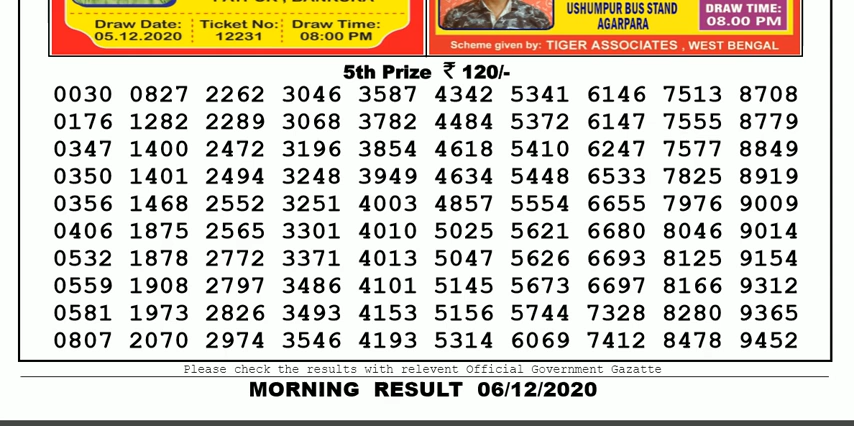 Draw Date: Ticket No: Draw Time:
05.12.2020 12231 08:00 PM
USHUMPUR BUS STAND
AGARPARA
DRAW TIME:
08.00 PM
Scheme given by: TIGER ASSOCIATES , WEST BENGAL
5th Prize ₹ 120/-
0030 0827 2262 3046 3587 4342 5341 6146 7513 8708
0176 1282 2289 3068 3782 4484 5372 6147 7555 8779
0347 1400 2472 3196 3854 4618 5410 6247 7577 8849
0350 1401 2494 3248 3949 4634 5448 6533 7825 8919
0356 1468 2552 3251 4003 4857 5554 6655 7976 9009
0406 1875 2565 3301 4010 5025 5621 6680 8046 9014
0532 1878 2772 3371 4013 5047 5626 6693 8125 9154
0559 1908 2797 3486 4101 5145 5673 6697 8166 9312
0581 1973 2826 3493 4153 5156 5744 7328 8280 9365
0807 2070 2974 3546 4193 5314 6069 7412 8478 9452
Please check the results with relevent Official Government Gazatte
MORNING RESULT 06/12/2020